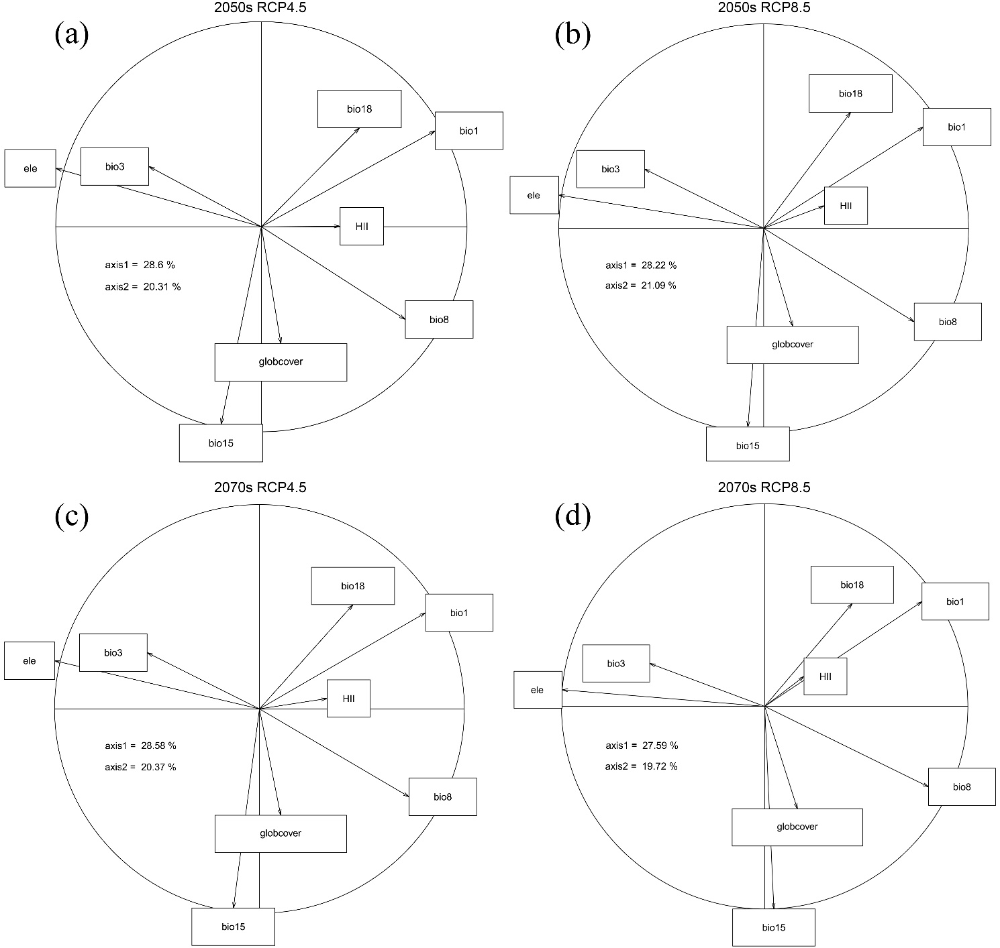 2050s RCP4.5
(a)
bio18
bio1
ele
bio3
HII
axis1 = 28.6 %
axis2 = 20.31 %
bio8
globcover
bio15
2050s RCP8.5
(b)
bio18
bio1
bio3
ele
HII
axis1 = 28.22 %
axis2 = 21.09 %
bio8
globcover
bio15
2070s RCP4.5
(c)
bio18
bio1
bio3
ele
HII
axis1 = 28.58 %
axis2 = 20.37 %
bio8
globcover
bio15
2070s RCP8.5
(d)
bio18
bio1
bio3
HII
ele
axis1 = 27.59 %
axis2 = 19.72 %
bio8
globcover
bio15